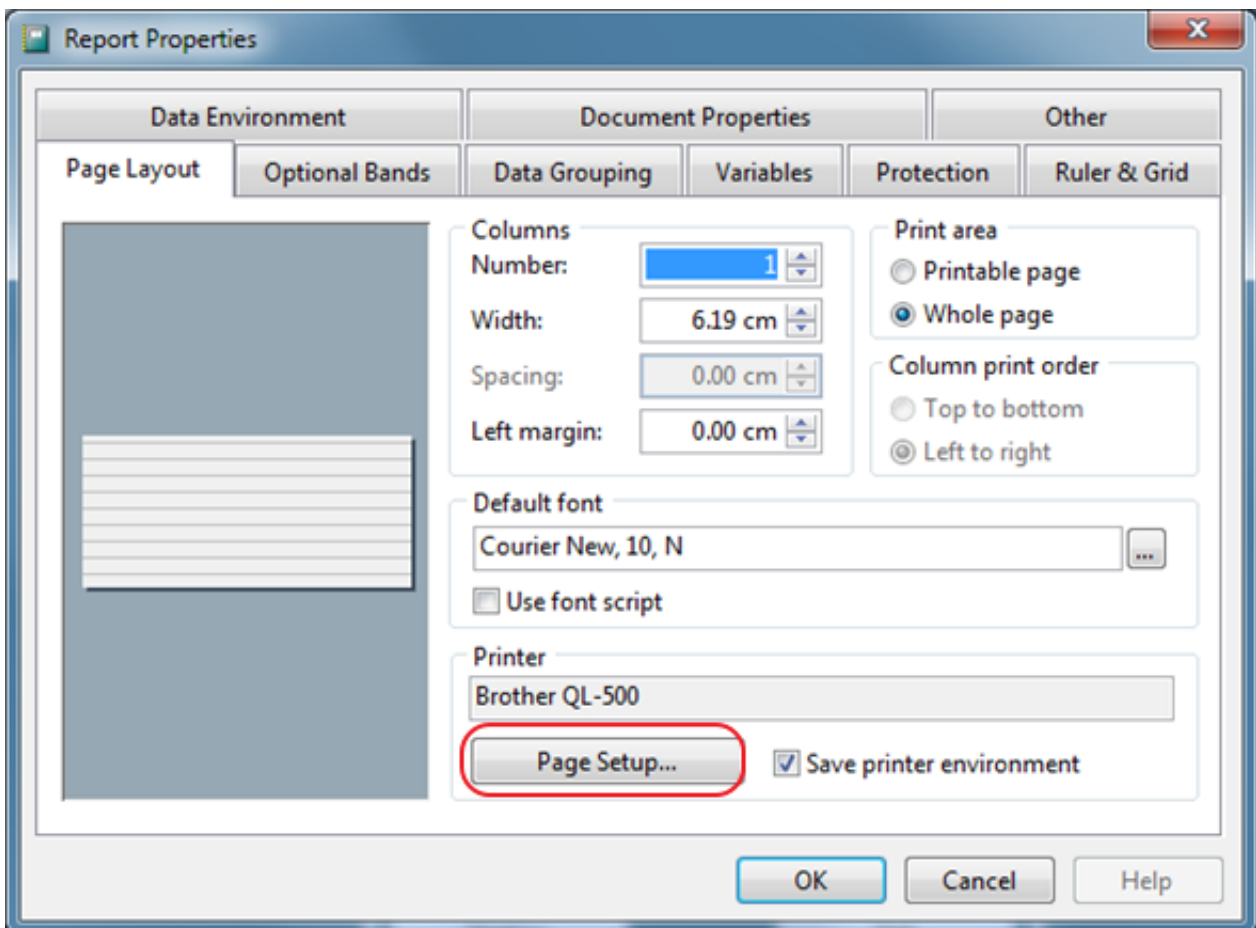 Report Properties
Data Environment
Document Properties
Other
Page Layout
Optional Bands
Data Grouping
Variables
Protection
Ruler & Grid
Columns
Number: 1
Width: 6.19 cm
Spacing: 0.00 cm
Left margin: 0.00 cm
Print area
Printable page
Whole page
Column print order
Top to bottom
Left to right
Default font
Courier New, 10, N
...
Use font script
Printer
Brother QL-500
Page Setup...
Save printer environment
OK
Cancel
Help